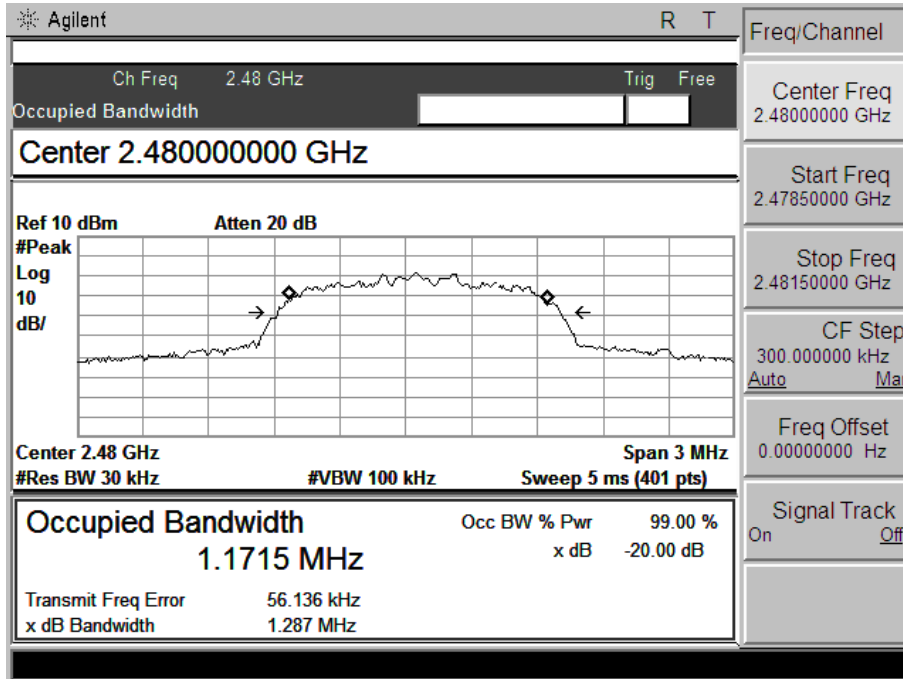 Agilent R T
Ch Freq 2.48 GHz Trig Free
Occupied Bandwidth
Center 2.480000000 GHz
Ref 10 dBm Atten 20 dB
#Peak
Log
10
dB/
Center 2.48 GHz Span 3 MHz
#Res BW 30 kHz #VBW 100 kHz Sweep 5 ms (401 pts)
Occupied Bandwidth Occ BW % Pwr 99.00 %
1.1715 MHz x dB -20.00 dB
Transmit Freq Error 56.136 kHz
x dB Bandwidth 1.287 MHz
Freq/Channel
Center Freq
2.48000000 GHz
Start Freq
2.47850000 GHz
Stop Freq
2.48150000 GHz
CF Step
300.000000 kHz
Auto Ma
Freq Offset
0.00000000 Hz
Signal Track
On Off